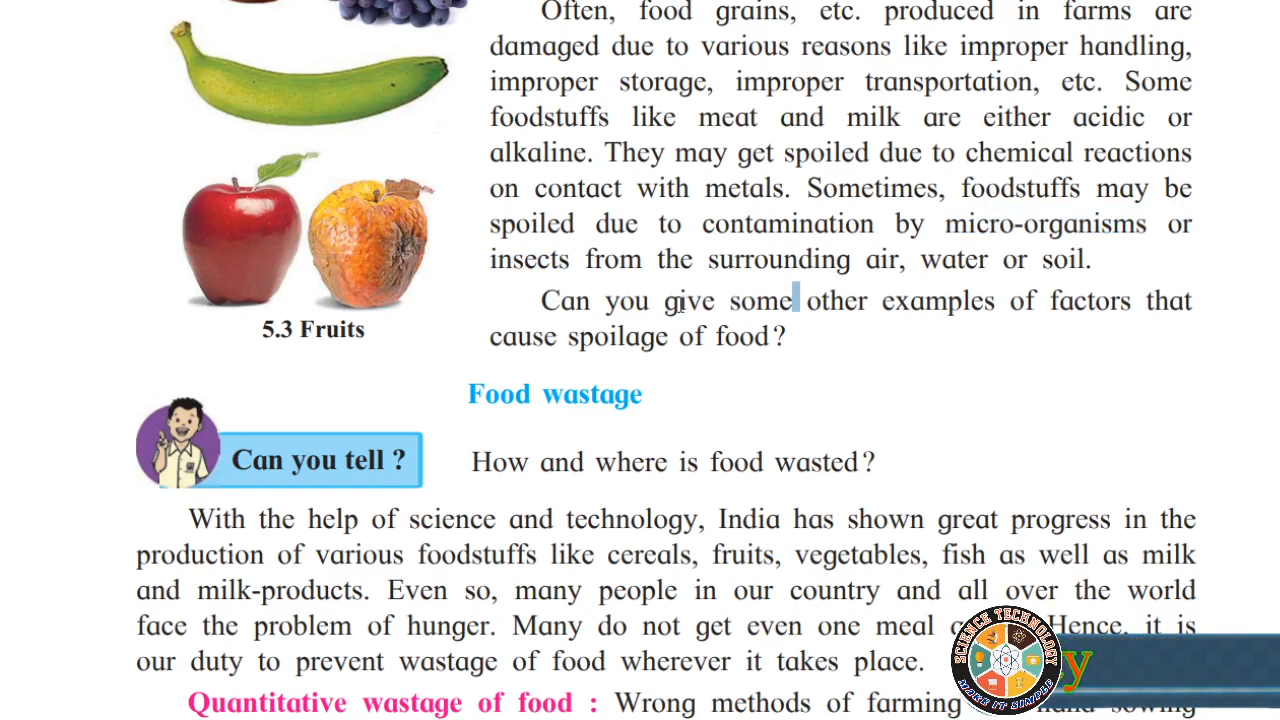 Often, food grains, etc. produced in farms are
damaged due to various reasons like improper handling,
improper storage, improper transportation, etc. Some
foodstuffs like meat and milk are either acidic or
alkaline. They may get spoiled due to chemical reactions
on contact with metals. Sometimes, foodstuffs may be
spoiled due to contamination by micro-organisms or
insects from the surrounding air, water or soil.
Can you give some other examples of factors that
cause spoilage of food?
5.3 Fruits
Food wastage
Can you tell ?
How and where is food wasted?
With the help of science and technology, India has shown great progress in the
production of various foodstuffs like cereals, fruits, vegetables, fish as well as milk
and milk-products. Even so, many people in our country and all over the world
face the problem of hunger. Many do not get even one meal Hence, it is
our duty to prevent wastage of food wherever it takes place.
Quantitative wastage of food : Wrong methods of farming sowing
SCIENCE TECHNOLOGY
MAKE IT SIMPLE
y